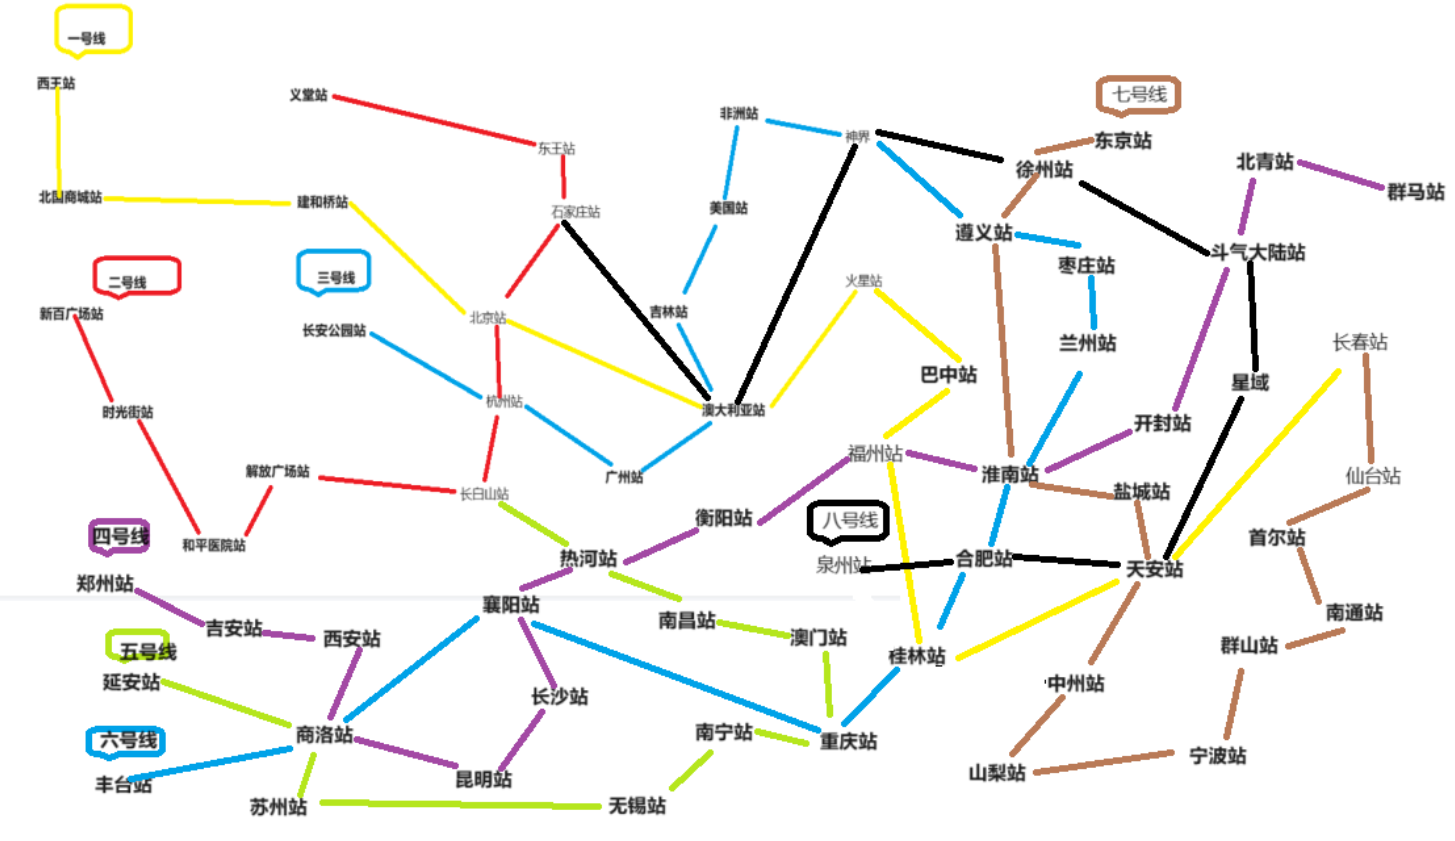 一号线
西王站
义堂站
非洲站
神界
七号线
东京站
东王站
徐州站
北青站
群马站
北国商城站
建和桥站
石家庄站
美国站
遵义站
斗气大陆站
枣庄站
二号线
三号线
火星站
新百广场站
长安公园站
北京站
吉林站
兰州站
长春站
巴中站
星域
时光街站
杭州站
澳大利亚站
开封站
解放广场站
长白山站
广州站
福州站
淮南站
盐城站
仙台站
衡阳站
八号线
四号线
和平医院站
首尔站
热河站
泉州站
合肥站
天安站
郑州站
襄阳站
吉安站
西安站
南昌站
澳门站
南通站
五号线
桂林站
群山站
延安站
长沙站
中州站
六号线
商洛站
南宁站
重庆站
宁波站
丰台站
昆明站
山梨站
苏州站
无锡站